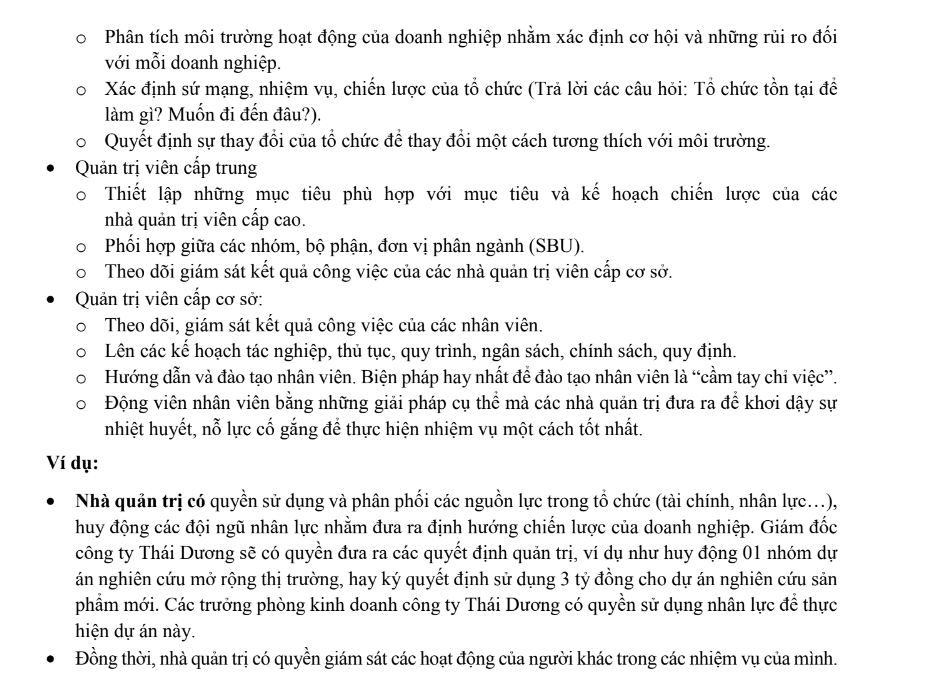 o Phân tích môi trường hoạt động của doanh nghiệp nhằm xác định cơ hội và những rủi ro đối
với mỗi doanh nghiệp.
o Xác định sứ mạng, nhiệm vụ, chiến lược của tổ chức (Trả lời các câu hỏi: Tổ chức tồn tại để
làm gì? Muốn đi đến đâu?).
o Quyết định sự thay đổi của tổ chức để thay đổi một cách tương thích với môi trường.
• Quản trị viên cấp trung
o Thiết lập những mục tiêu phù hợp với mục tiêu và kế hoạch chiến lược của các
nhà quản trị viên cấp cao.
o Phối hợp giữa các nhóm, bộ phận, đơn vị phân ngành (SBU).
o Theo dõi giám sát kết quả công việc của các nhà quản trị viên cấp cơ sở.
• Quản trị viên cấp cơ sở:
o Theo dõi, giám sát kết quả công việc của các nhân viên.
o Lên các kế hoạch tác nghiệp, thủ tục, quy trình, ngân sách, chính sách, quy định.
o Hướng dẫn và đào tạo nhân viên. Biện pháp hay nhất để đào tạo nhân viên là “cầm tay chỉ việc”.
o Động viên nhân viên bằng những giải pháp cụ thể mà các nhà quản trị đưa ra để khơi dậy sự
nhiệt huyết, nỗ lực cố gắng để thực hiện nhiệm vụ một cách tốt nhất.
Ví dụ:
• Nhà quản trị có quyền sử dụng và phân phối các nguồn lực trong tổ chức (tài chính, nhân lực…),
huy động các đội ngũ nhân lực nhằm đưa ra định hướng chiến lược của doanh nghiệp. Giám đốc
công ty Thái Dương sẽ có quyền đưa ra các quyết định quản trị, ví dụ như huy động 01 nhóm dự
án nghiên cứu mở rộng thị trường, hay ký quyết định sử dụng 3 tỷ đồng cho dự án nghiên cứu sản
phẩm mới. Các trưởng phòng kinh doanh công ty Thái Dương có quyền sử dụng nhân lực để thực
hiện dự án này.
• Đồng thời, nhà quản trị có quyền giám sát các hoạt động của người khác trong các nhiệm vụ của mình.